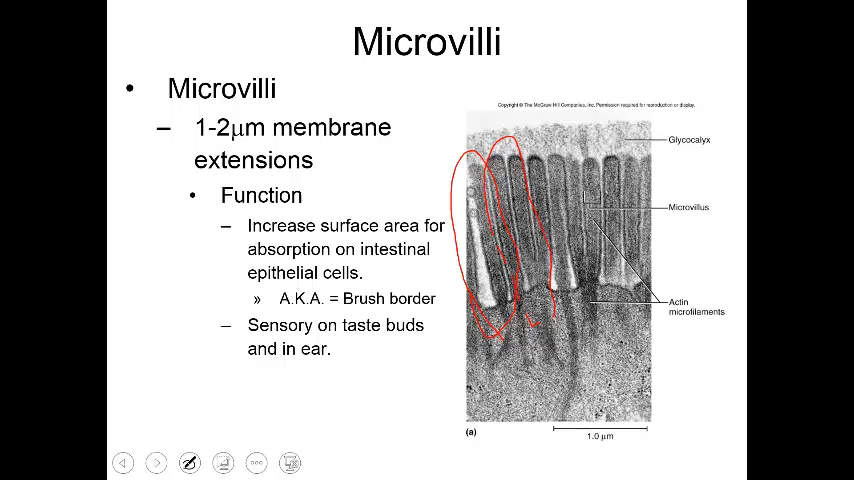 Microvilli
• Microvilli
– 1-2μm membrane
extensions
• Function
– Increase surface area for
absorption on intestinal
epithelial cells.
» A.K.A. = Brush border
– Sensory on taste buds
and in ear.
Copyright © The McGraw Hill Companies, Inc. Permission required for reproduction or display.
Glycocalyx
Microvillus
Actin
microfilaments
(a)
1.0 μm